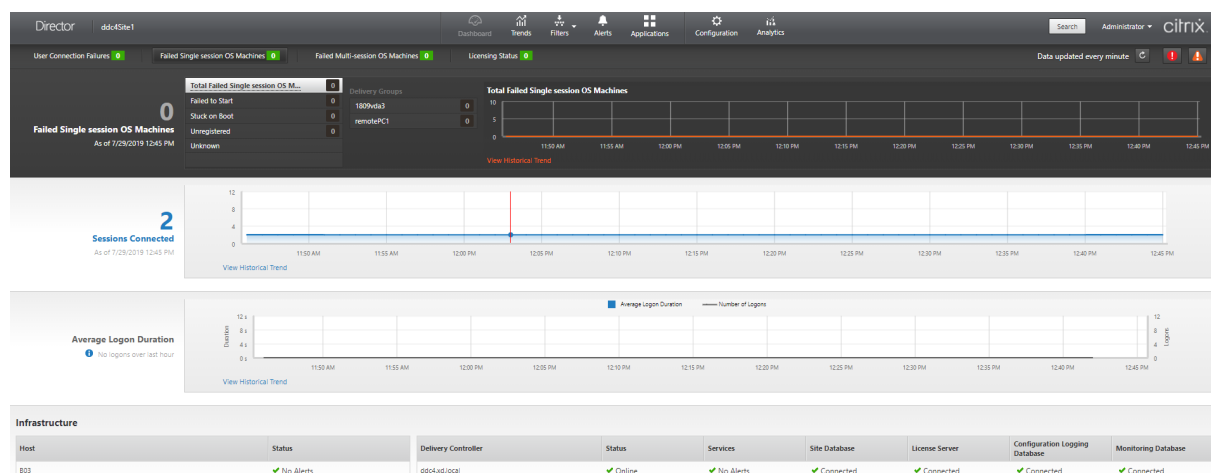 Director ddc4Site1 Dashboard Trends Filters Alerts Applications Configuration Analytics Search Administrator citrix
User Connection Failures 0 Failed Single session OS Machines 0 Failed Multi-session OS Machines 0 Licensing Status 0 Data updated every minute
0
Failed Single session OS Machines
As of 7/29/2019 12:45 PM
Total Failed Single session OS M... 0
Failed to Start 0
Stuck on Boot 0
Unregistered 0
Unknown
Delivery Groups
1809vda3 0
remotePC1 0
Total Failed Single session OS Machines
10
5
0
11:50 AM 11:55 AM 12:00 PM 12:05 PM 12:10 PM 12:15 PM 12:20 PM 12:25 PM 12:30 PM 12:35 PM 12:40 PM 12:45 PM
View Historical Trend
2
Sessions Connected
As of 7/29/2019 12:45 PM
12
8
4
0
11:50 AM 11:55 AM 12:00 PM 12:05 PM 12:10 PM 12:15 PM 12:20 PM 12:25 PM 12:30 PM 12:35 PM 12:40 PM 12:45 PM
View Historical Trend
Average Logon Duration
No logons over last hour
Average Logon Duration Number of Logons
Duration
12 s
8 s
4 s
0 s
12
8
4
0
Logons
11:50 AM 11:55 AM 12:00 PM 12:05 PM 12:10 PM 12:15 PM 12:20 PM 12:25 PM 12:30 PM 12:35 PM 12:40 PM 12:45 PM
View Historical Trend
Infrastructure
Host Status
B03 No Alerts
Delivery Controller Status Services Site Database License Server Configuration Logging Database Monitoring Database
ddc4.xd.local Online No Alerts Connected Connected Connected Connected